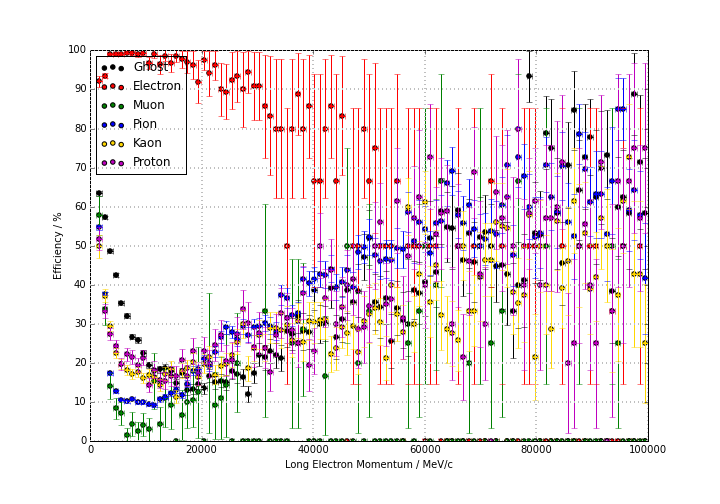 100
90
80
70
60
50
40
30
20
10
0
Efficiency / %
Ghost
Electron
Muon
Pion
Kaon
Proton
0 20000 40000 60000 80000 100000
Long Electron Momentum / MeV/c